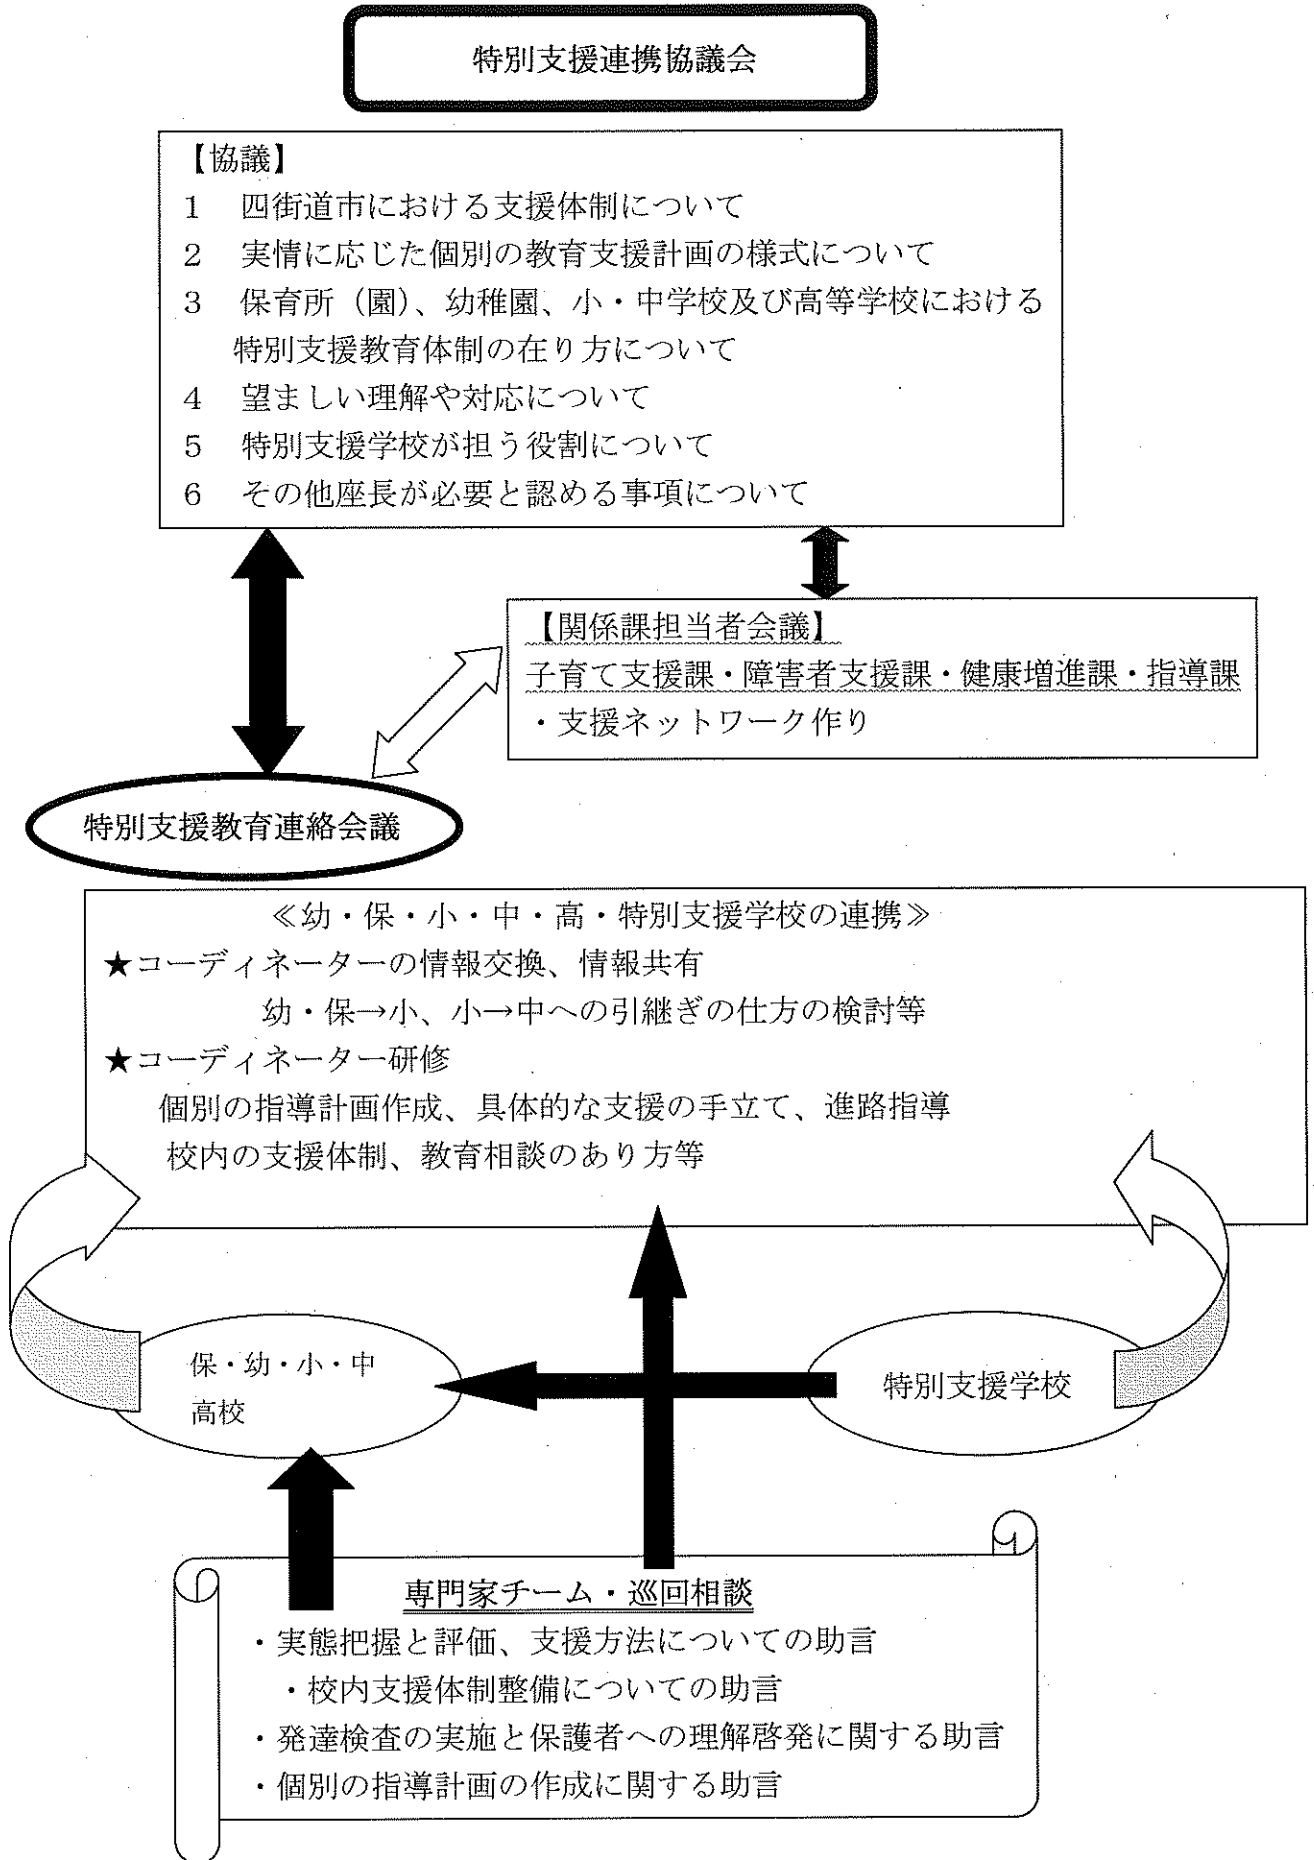 特別支援連携協議会
【協議】
1 四街道市における支援体制について
2 実情に応じた個別の教育支援計画の様式について
3 保育所（園）、幼稚園、小・中学校及び高等学校における
特別支援教育体制の在り方について
4 望ましい理解や対応について
5 特別支援学校が担う役割について
6 その他座長が必要と認める事項について
【関係課担当者会議】
子育て支援課・障害者支援課・健康増進課・指導課
・支援ネットワーク作り
特別支援教育連絡会議
≪幼・保・小・中・高・特別支援学校の連携≫
★コーディネーターの情報交換、情報共有
幼・保→小、小→中への引継ぎの仕方の検討等
★コーディネーター研修
個別の指導計画作成、具体的な支援の手立て、進路指導
校内の支援体制、教育相談のあり方等
保・幼・小・中
高校
特別支援学校
専門家チーム・巡回相談
・実態把握と評価、支援方法についての助言
・校内支援体制整備についての助言
・発達検査の実施と保護者への理解啓発に関する助言
・個別の指導計画の作成に関する助言